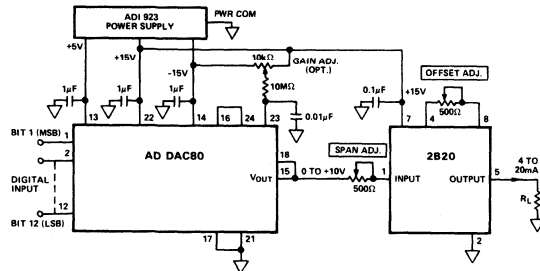 ADI 923
POWER SUPPLY
PWR COM
+5V
+15V
-15V
10kΩ
GAIN ADJ.
(OPT.)
10MΩ
1μF
1μF
1μF
0.01μF
0.1μF
+15V
OFFSET ADJ.
500Ω
13
22
14
16
24
23
7
4
8
BIT 1 (MSB)
1
2
DIGITAL
INPUT
12
BIT 12 (LSB)
AD DAC80
18
VOUT
15
0 TO +10V
SPAN ADJ.
500Ω
1
INPUT
2B20
OUTPUT
5
4 TO
20mA
RL
17
21
2